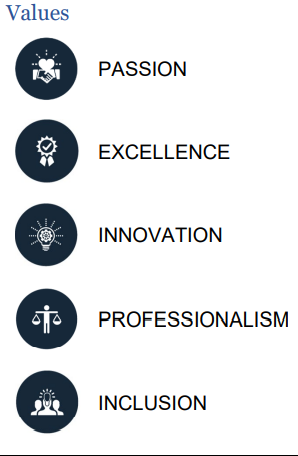 Values
PASSION
EXCELLENCE
INNOVATION
PROFESSIONALISM
INCLUSION